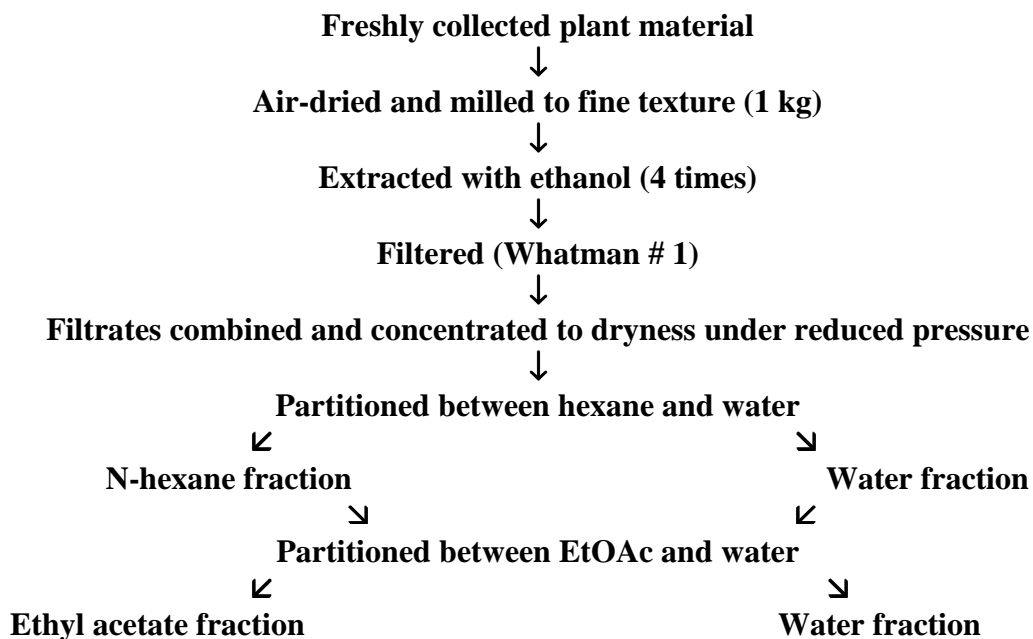 Freshly collected plant material
↓
Air-dried and milled to fine texture (1 kg)
↓
Extracted with ethanol (4 times)
↓
Filtered (Whatman # 1)
↓
Filtrates combined and concentrated to dryness under reduced pressure
↓
Partitioned between hexane and water
↙ ↘
N-hexane fraction Water fraction
↘ ↙
Partitioned between EtOAc and water
↙ ↘
Ethyl acetate fraction Water fraction